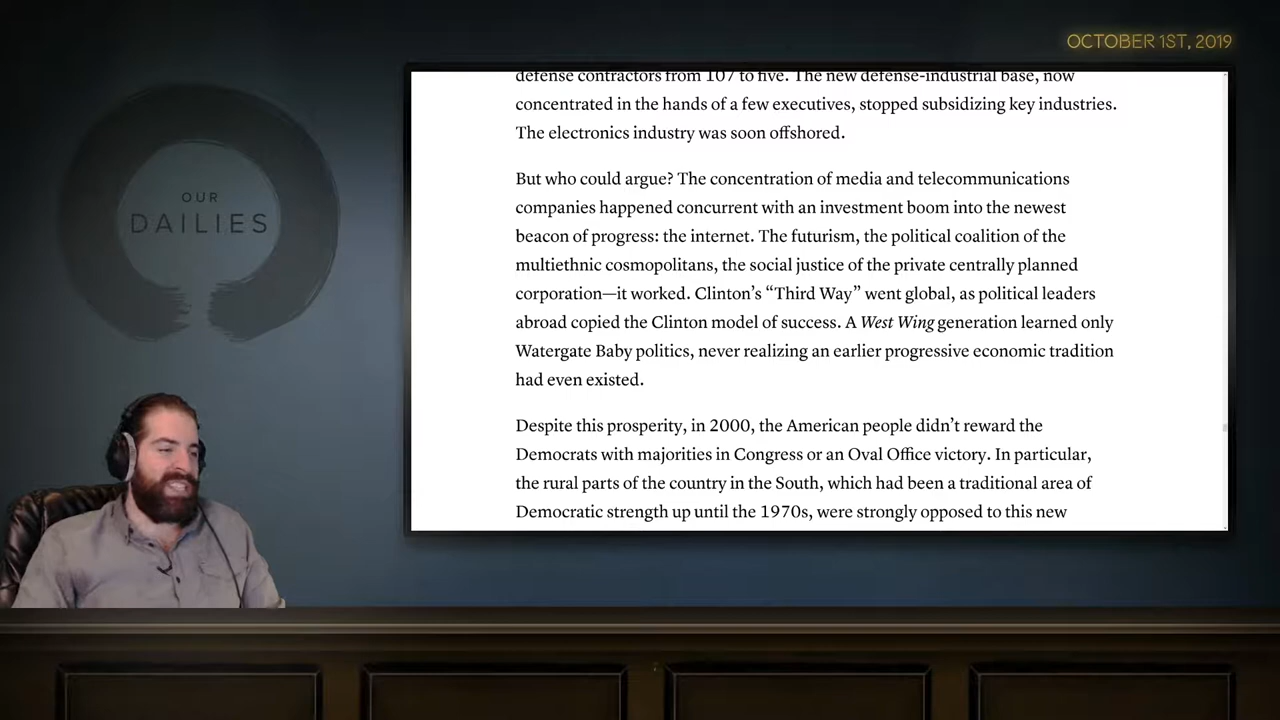 OCTOBER 1ST, 2019
OUR
DAILIES
defense contractors from 107 to five. The new defense-industrial base, now
concentrated in the hands of a few executives, stopped subsidizing key industries.
The electronics industry was soon offshored.
But who could argue? The concentration of media and telecommunications
companies happened concurrent with an investment boom into the newest
beacon of progress: the internet. The futurism, the political coalition of the
multiethnic cosmopolitans, the social justice of the private centrally planned
corporation—it worked. Clinton’s “Third Way” went global, as political leaders
abroad copied the Clinton model of success. A West Wing generation learned only
Watergate Baby politics, never realizing an earlier progressive economic tradition
had even existed.
Despite this prosperity, in 2000, the American people didn’t reward the
Democrats with majorities in Congress or an Oval Office victory. In particular,
the rural parts of the country in the South, which had been a traditional area of
Democratic strength up until the 1970s, were strongly opposed to this new